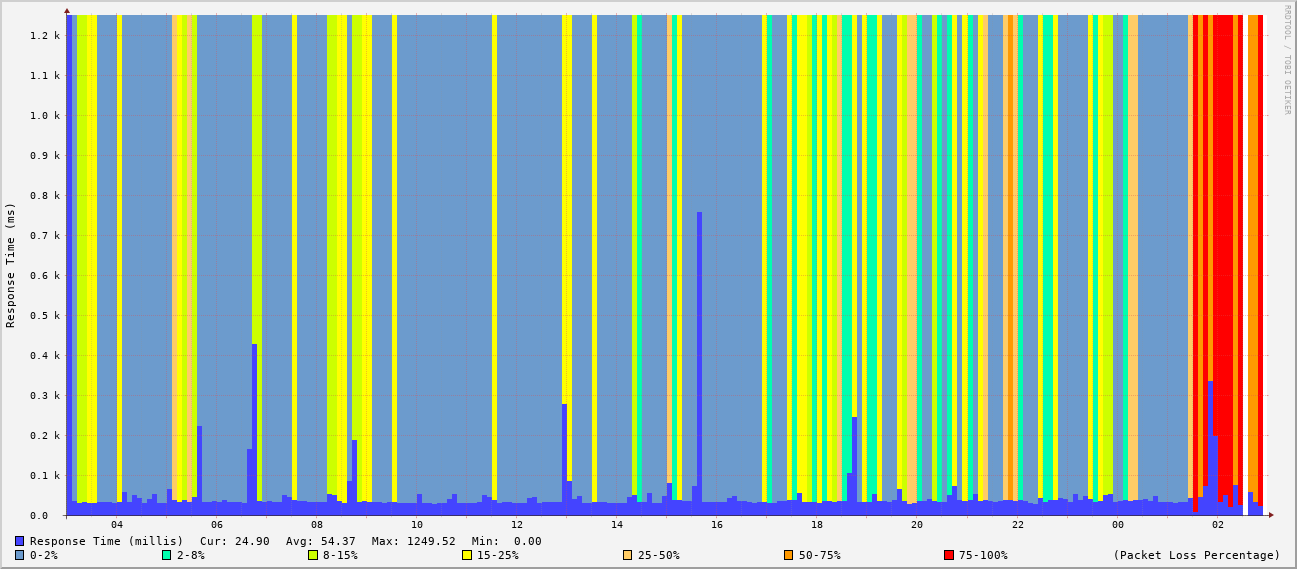 RRDTOOL / TOBI OETIKER
Response Time (ms)
1.2 k
1.1 k
1.0 k
0.9 k
0.8 k
0.7 k
0.6 k
0.5 k
0.4 k
0.3 k
0.2 k
0.1 k
0.0
04 06 08 10 12 14 16 18 20 22 00 02
Response Time (millis) Cur: 24.90 Avg: 54.37 Max: 1249.52 Min: 0.00
0-2% 2-8% 8-15% 15-25% 25-50% 50-75% 75-100% (Packet Loss Percentage)